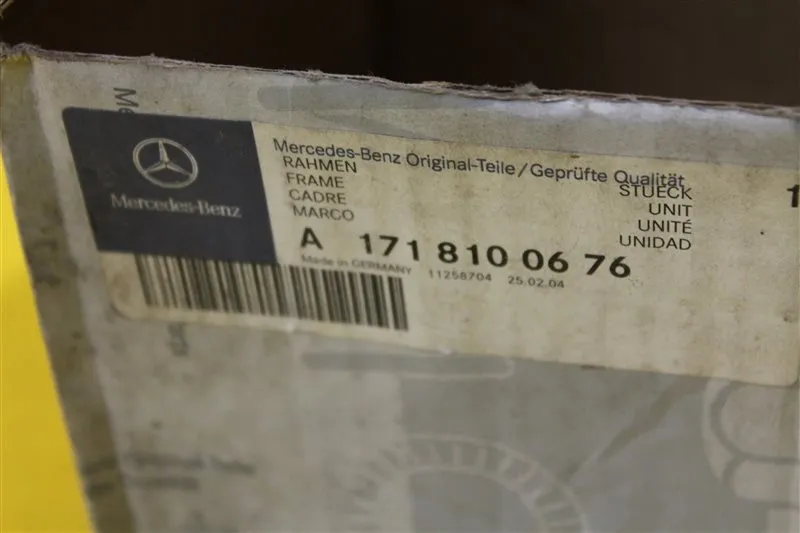 Mercedes-Benz
Mercedes-Benz Original-Teile/Geprüfte Qualität
RAHMEN
FRAME
CADRE
MARCO
STUECK
UNIT
UNITÉ
UNIDAD
1
A 171 810 06 76
Made in GERMANY 11258704 25.02.04